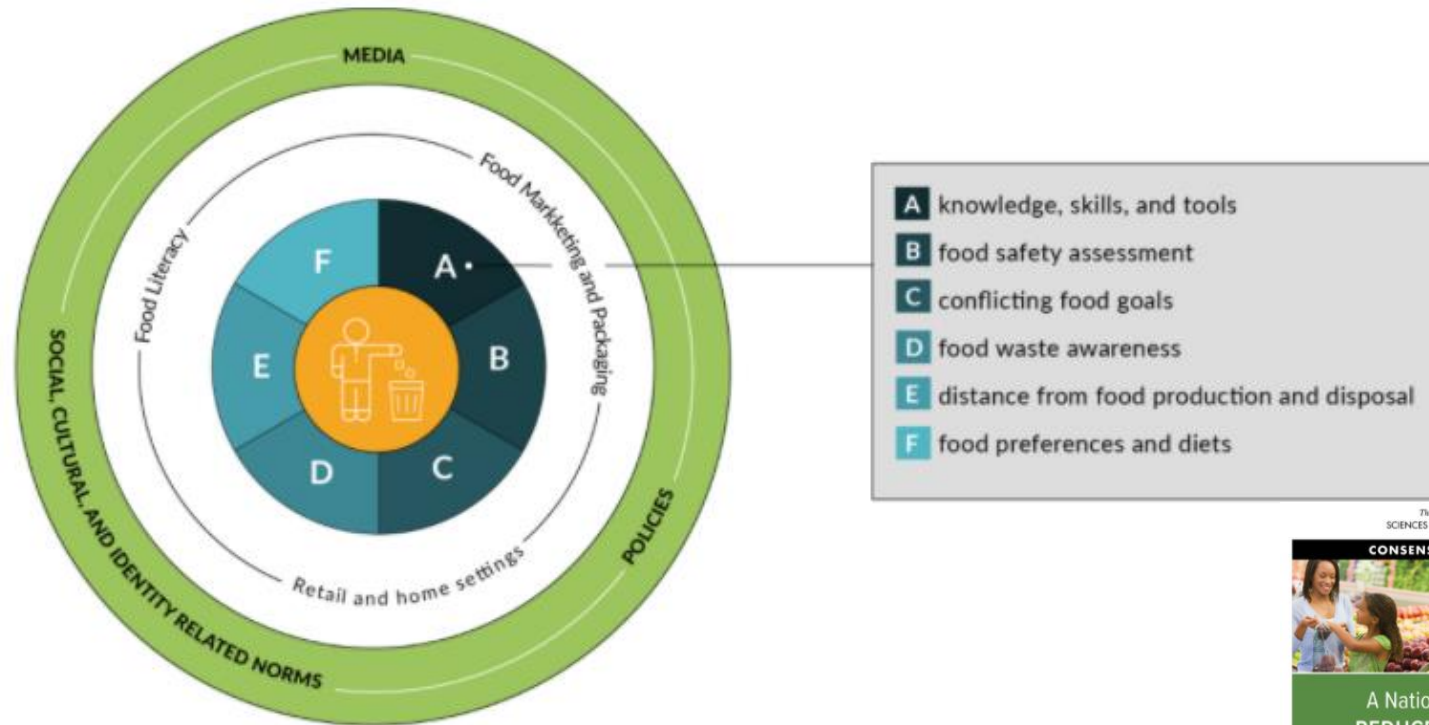 MEDIA
SOCIAL, CULTURAL, AND IDENTITY RELATED NORMS
POLICIES
Food Literacy
Food Markketing and Packaging
Retail and home settings
F
A
E
B
D
C
A knowledge, skills, and tools
B food safety assessment
C conflicting food goals
D food waste awareness
E distance from food production and disposal
F food preferences and diets
SCIENCES
CONSENS
A Natio